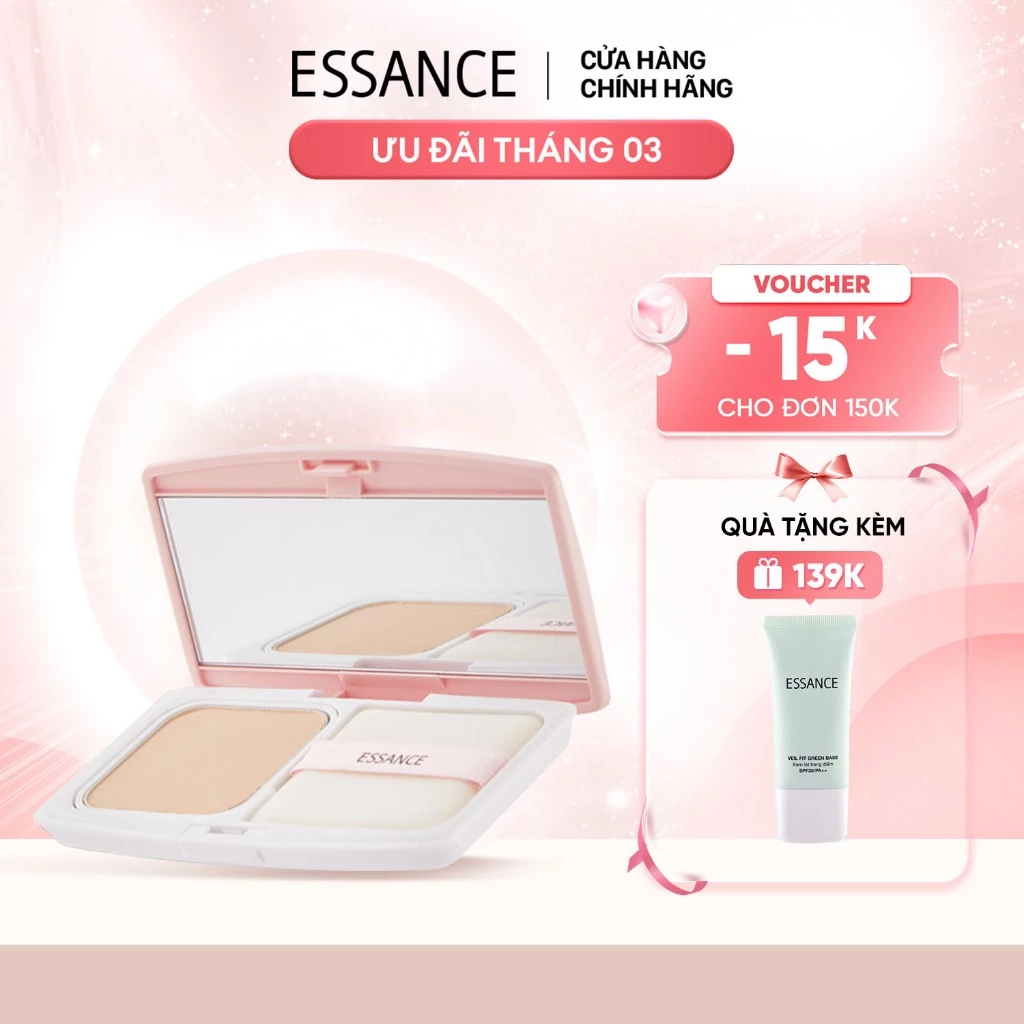 ESSANCE
CỬA HÀNG
CHÍNH HÃNG
ƯU ĐÃI THÁNG 03
VOUCHER
- 15K
CHO ĐƠN 150K
QUÀ TẶNG KÈM
139K
ESSANCE
VEIL FIT GREEN BASE
Kem lót trang điểm
SPF20/PA++
ESSANCE